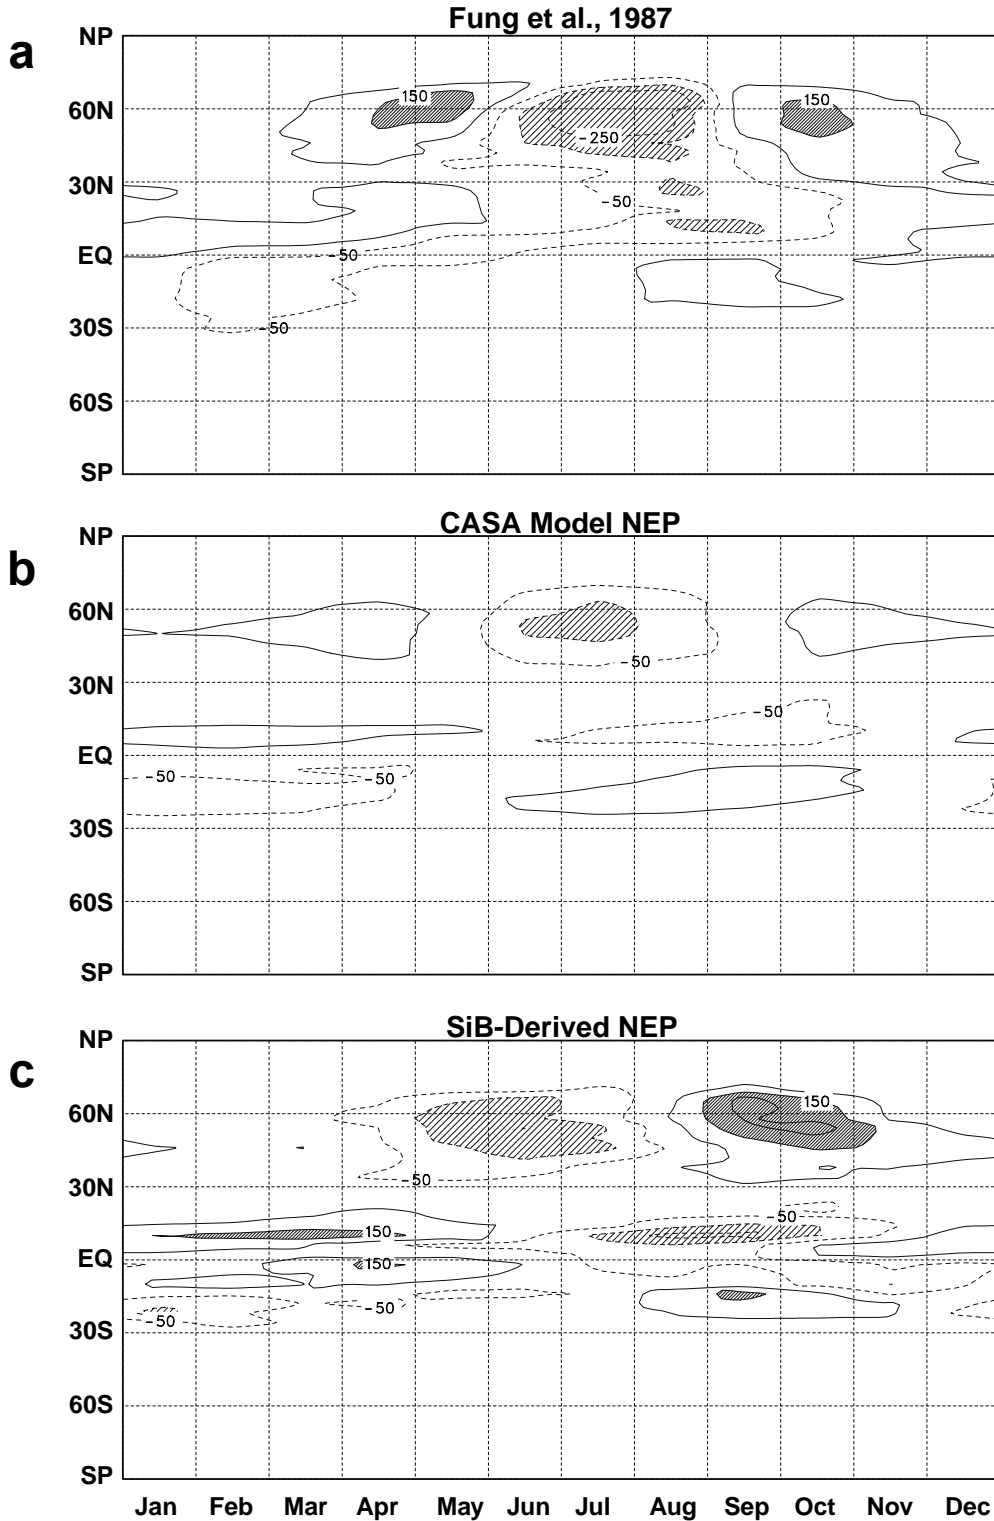 Fung et al., 1987
a
NP
150
150
60N
-250
30N
-50
EQ
-50
30S
-50
60S
SP
CASA Model NEP
b
NP
60N
-50
30N
-50
EQ
-50
-50
30S
60S
SP
SiB-Derived NEP
c
NP
60N
150
30N
-50
-50
150
EQ
150
-50
-50
30S
60S
SP
Jan Feb Mar Apr May Jun Jul Aug Sep Oct Nov Dec